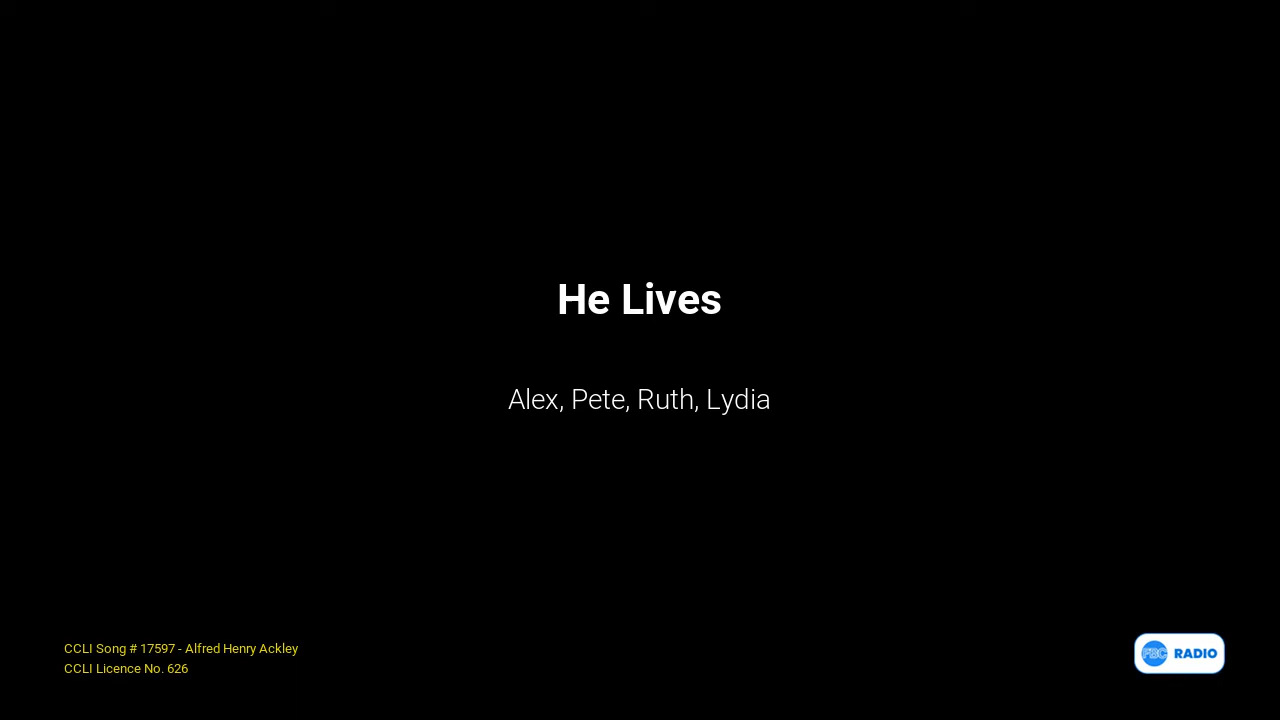 He Lives
Alex, Pete, Ruth, Lydia
CCLI Song # 17597 - Alfred Henry Ackley
CCLI Licence No. 626
FBC RADIO